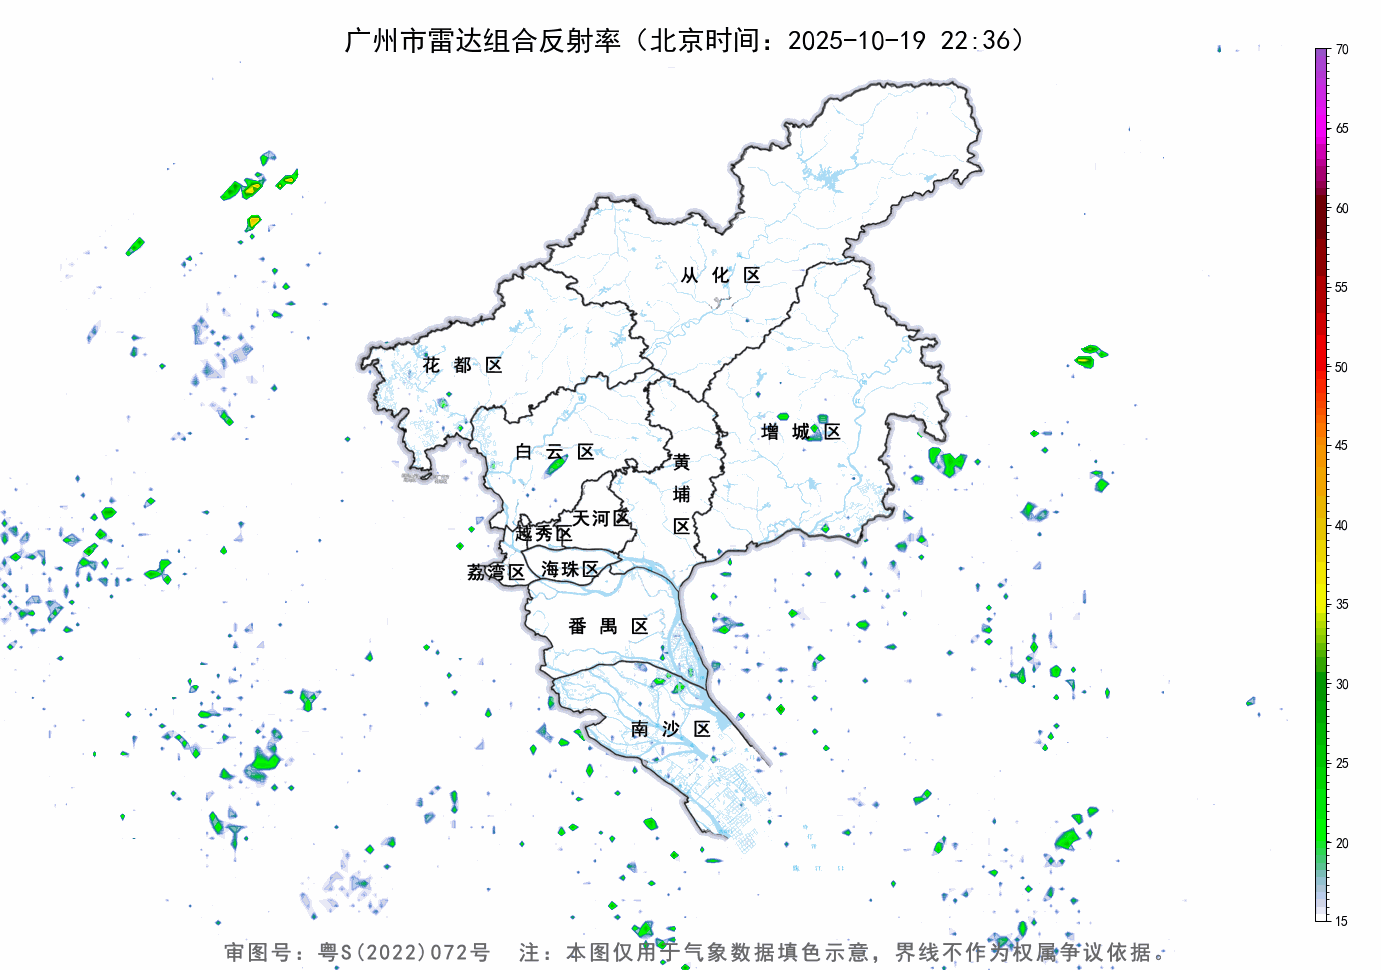 广州市雷达组合反射率（北京时间：2025-10-19 22:36）
70
65
60
55
50
45
40
35
30
25
20
15
从化区
花都区
增城区
白云区
黄埔区
天河区
越秀区
海珠区
荔湾区
番禺区
南沙区
审图号：粤S(2022)072号 注：本图仅用于气象数据填色示意，界线不作为权属争议依据。